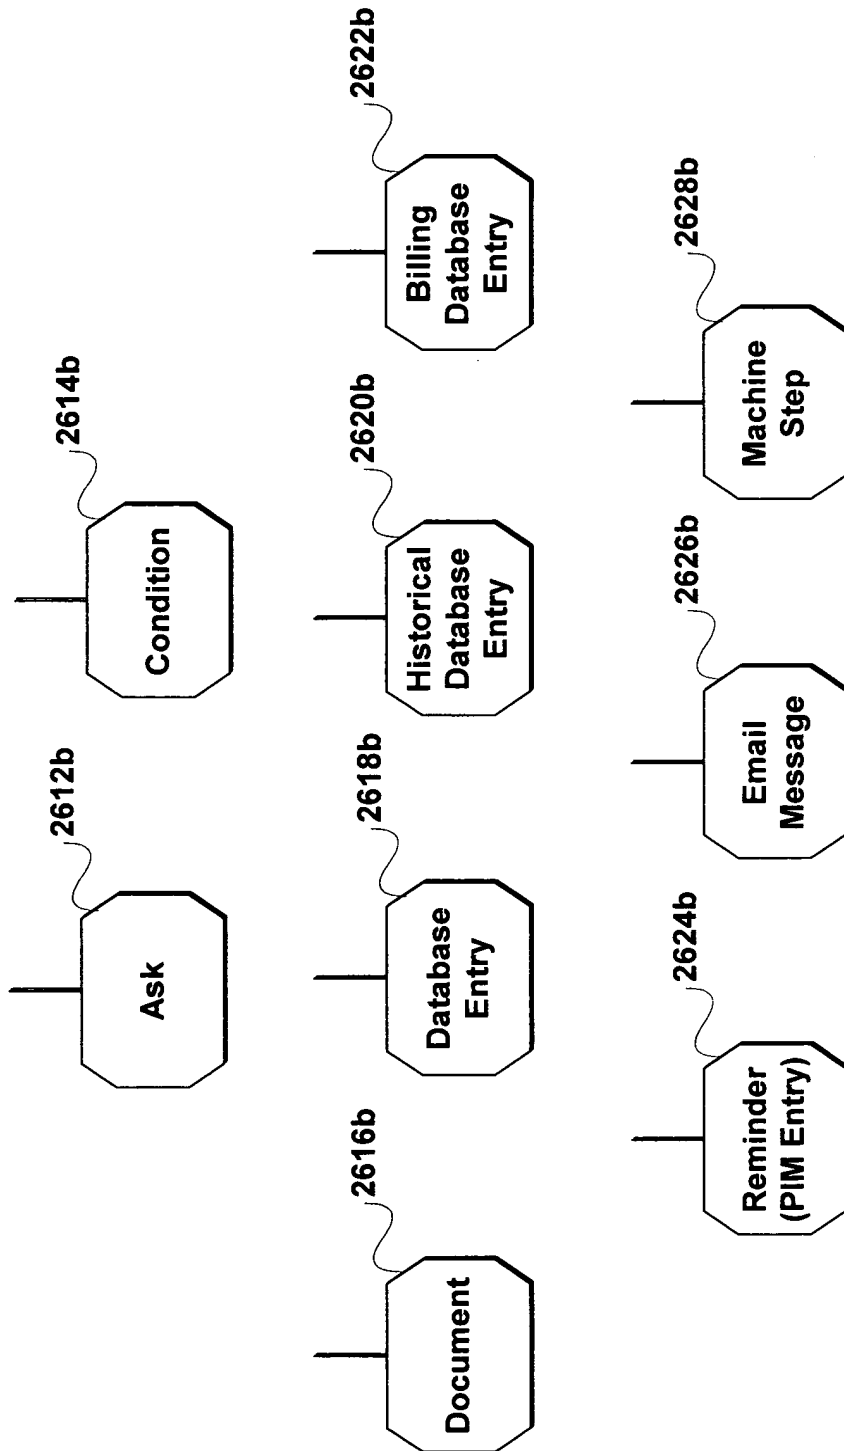 2612b
Ask
2614b
Condition
2616b
Document
2618b
Database
Entry
2620b
Historical
Database
Entry
2622b
Billing
Database
Entry
2624b
Reminder
(PIM Entry)
2626b
Email
Message
2628b
Machine
Step